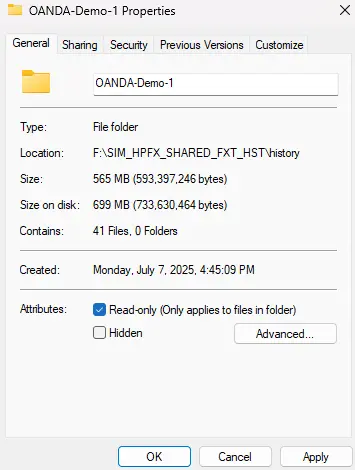 OANDA-Demo-1 Properties
General Sharing Security Previous Versions Customize
OANDA-Demo-1
Type: File folder
Location: F:\SIM_HPFX_SHARED_FXT_HST\history
Size: 565 MB (593,397,246 bytes)
Size on disk: 699 MB (733,630,464 bytes)
Contains: 41 Files, 0 Folders
Created: Monday, July 7, 2025, 4:45:09 PM
Attributes: Read-only (Only applies to files in folder)
Hidden Advanced...
OK Cancel Apply